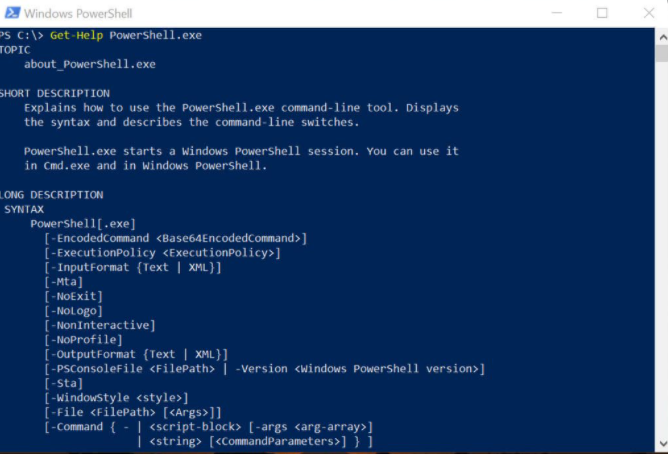 Windows PowerShell
PS C:\> Get-Help PowerShell.exe
TOPIC
    about_PowerShell.exe

SHORT DESCRIPTION
    Explains how to use the PowerShell.exe command-line tool. Displays
    the syntax and describes the command-line switches.

    PowerShell.exe starts a Windows PowerShell session. You can use it
    in Cmd.exe and in Windows PowerShell.

LONG DESCRIPTION
 SYNTAX
     PowerShell[.exe]
       [-EncodedCommand <Base64EncodedCommand>]
       [-ExecutionPolicy <ExecutionPolicy>]
       [-InputFormat {Text | XML}]
       [-Mta]
       [-NoExit]
       [-NoLogo]
       [-NonInteractive]
       [-NoProfile]
       [-OutputFormat {Text | XML}]
       [-PSConsoleFile <FilePath> | -Version <Windows PowerShell version>]
       [-Sta]
       [-WindowStyle <style>]
       [-File <FilePath> [<Args>]]
       [-Command { - | <script-block> [-args <arg-array>]
                     | <string> [<CommandParameters>] } ]